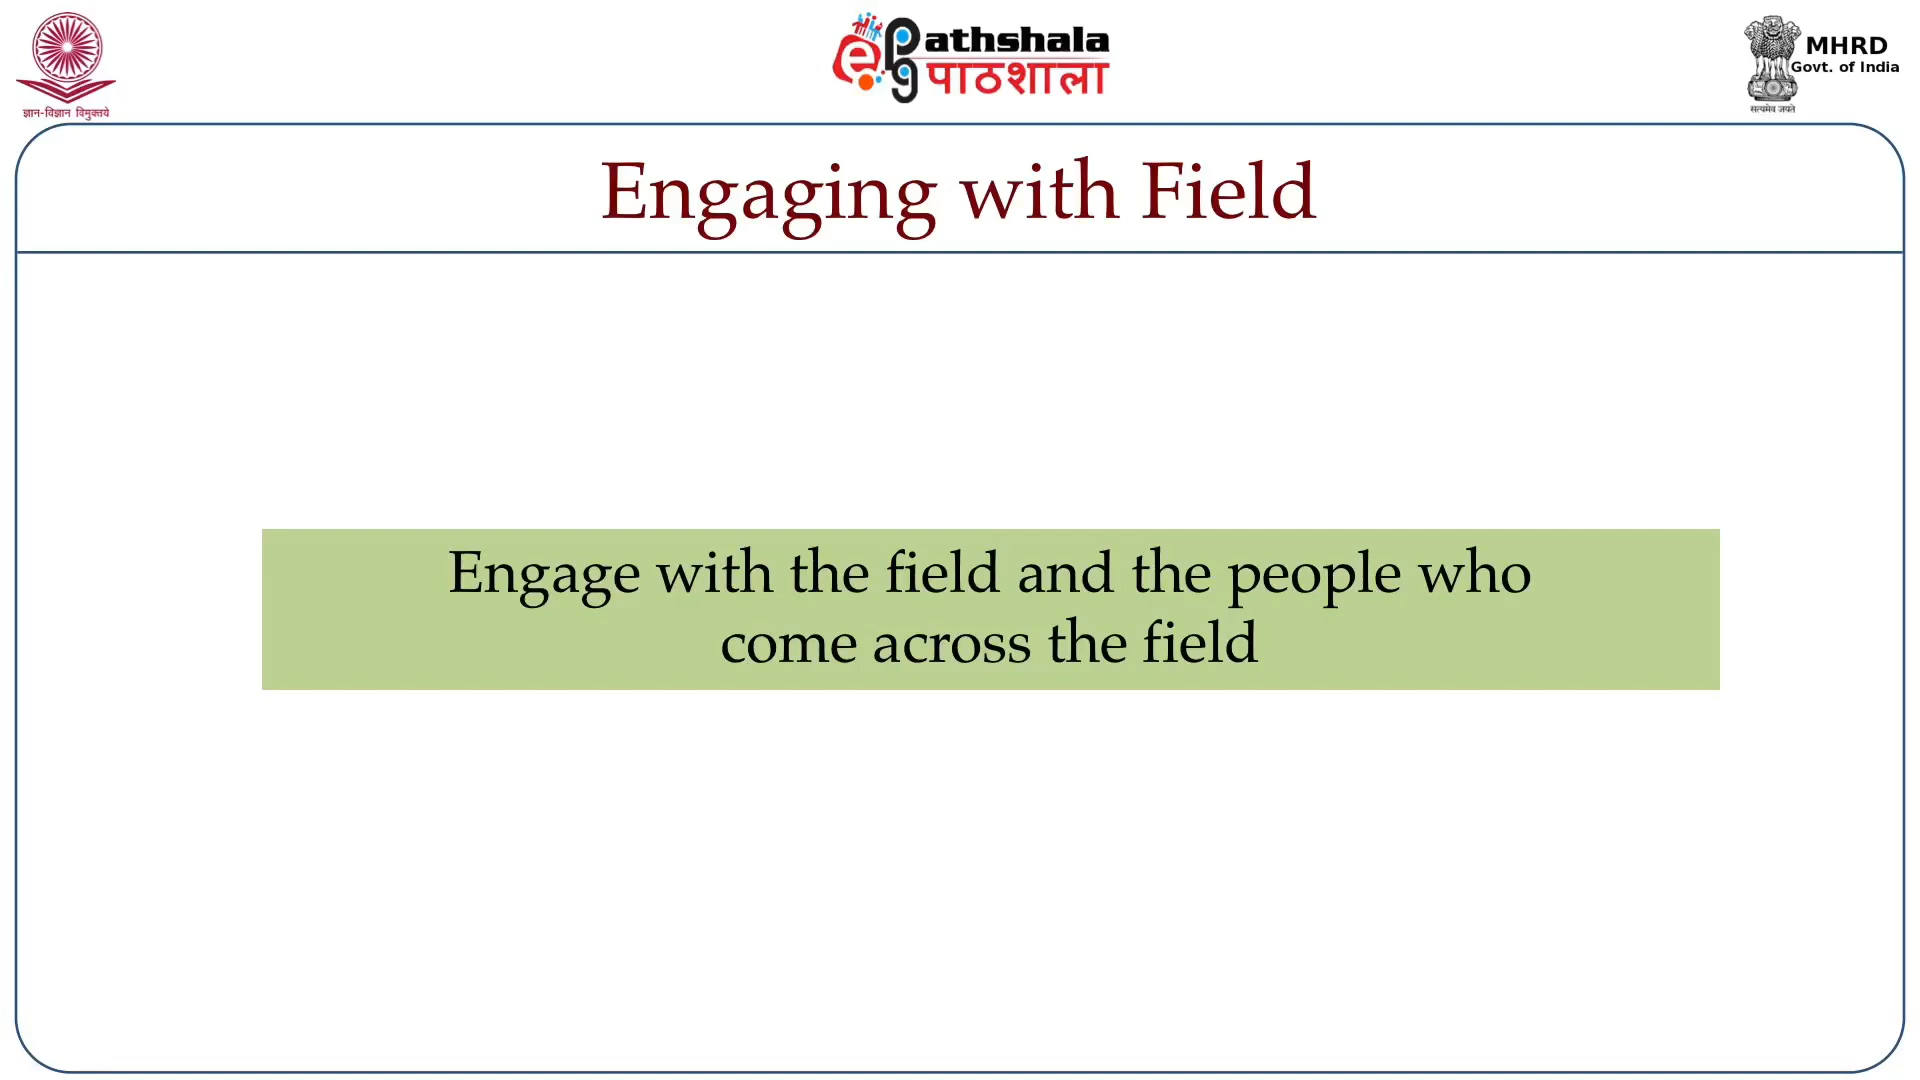 ज्ञान-विज्ञान विमुक्तये
ePathshala
पाठशाला
MHRD
Govt. of India
सत्यमेव जयते
Engaging with Field
Engage with the field and the people who
come across the field